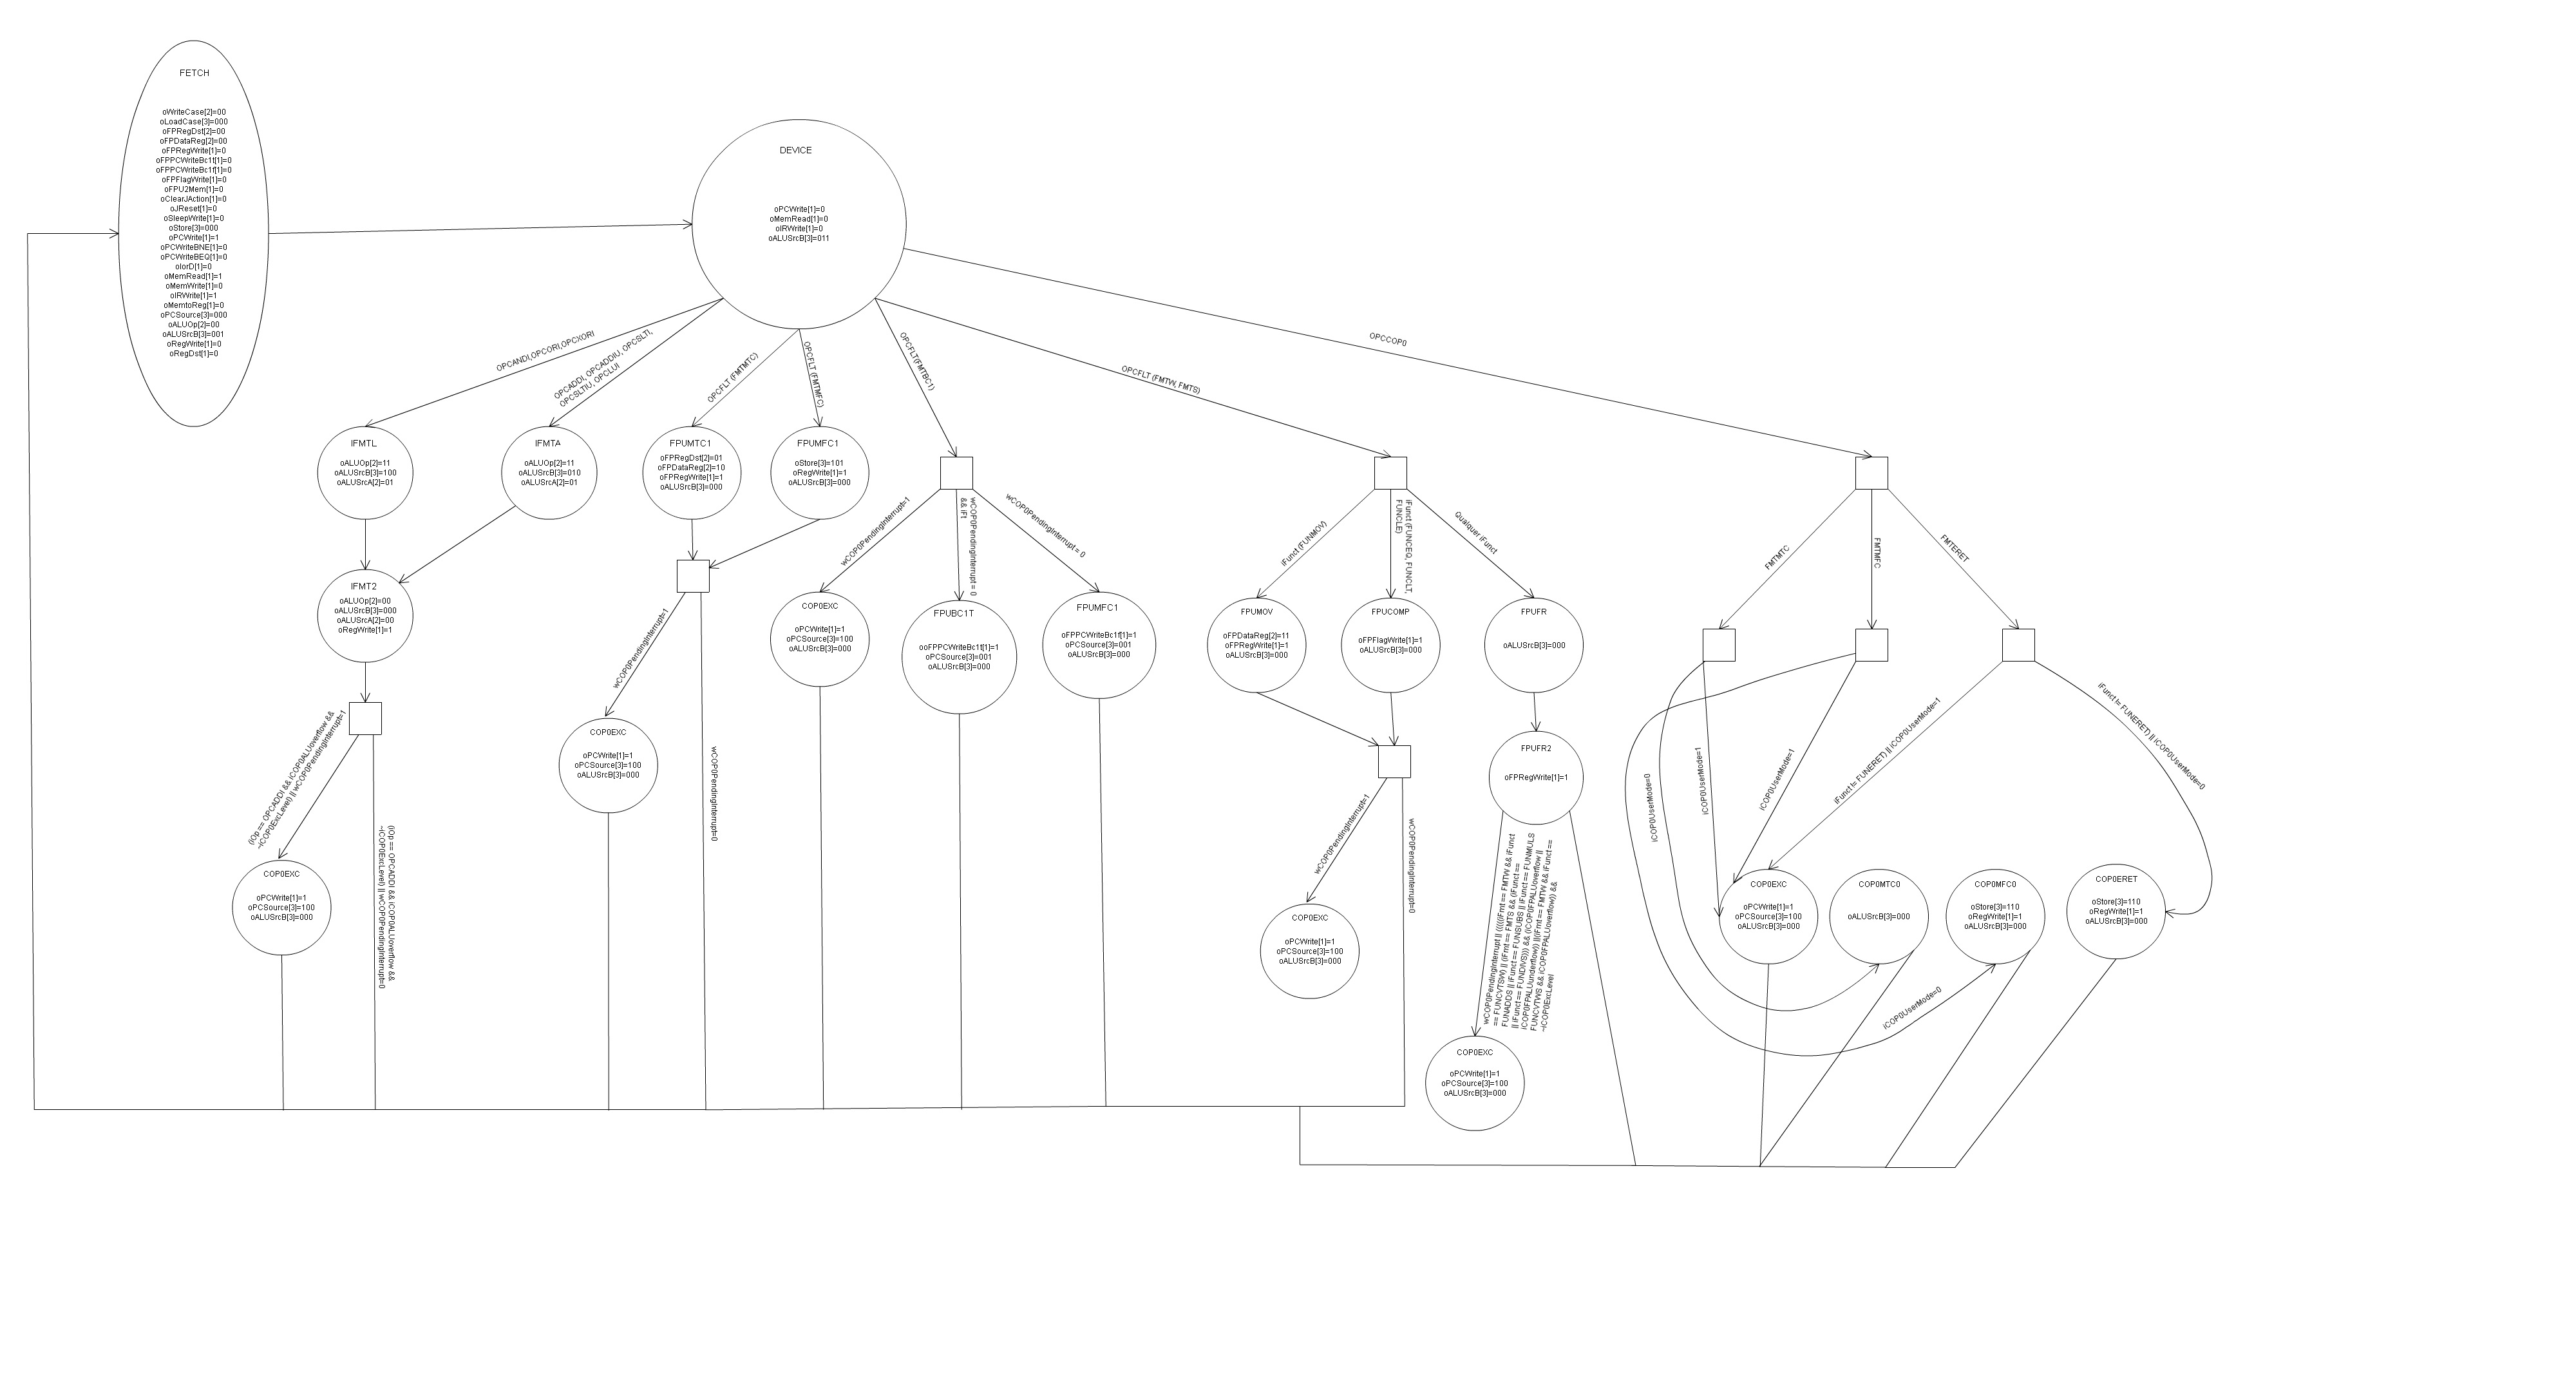 FETCH
oWriteCase[2]=00
oLoadCase[3]=000
oFPRegDst[2]=00
oFPDataReg[2]=00
oFPRegWrite[1]=0
oFPPCWriteBc1t[1]=0
oFPPCWriteBc1f[1]=0
oFPFlagWrite[1]=0
oFPU2Mem[1]=0
oClearJAction[1]=0
oJReset[1]=0
oSleepWrite[1]=0
oStore[3]=000
oPCWrite[1]=1
oPCWriteBNE[1]=0
oPCWriteBEQ[1]=0
oIorD[1]=0
oMemRead[1]=1
oMemWrite[1]=0
oIRWrite[1]=1
oMemtoReg[1]=0
oPCSource[3]=000
oALUOp[2]=00
oALUSrcB[3]=001
oRegWrite[1]=0
oRegDst[1]=0
DEVICE
oPCWrite[1]=0
oMemRead[1]=0
oIRWrite[1]=0
oALUSrcB[3]=011
OPCANDI,OPCORI,OPCXORI
OPCADDI, OPCADDIU, OPCSLTI,
OPCSLTIU, OPCLUI
OPCFLT (FMTMTC)
OPCFLT (FMTMFC)
OPCFLT(FMTBC1)
OPCFLT (FMTW, FMTS)
OPCCOP0
IFMTL
oALUOp[2]=11
oALUSrcB[3]=100
oALUSrcA[2]=01
IFMTA
oALUOp[2]=11
oALUSrcB[3]=010
oALUSrcA[2]=01
FPUMTC1
oFPRegDst[2]=01
oFPDataReg[2]=10
oFPRegWrite[1]=1
oALUSrcB[3]=000
FPUMFC1
oStore[3]=101
oRegWrite[1]=1
oALUSrcB[3]=000
IFMT2
oALUOp[2]=00
oALUSrcB[3]=000
oALUSrcA[2]=00
oRegWrite[1]=1
(iOp == OPCADDI && iCOP0ALUoverflow &&
~iCOP0ExcLevel) || wCOP0PendingInterrupt=1
(iOp == OPCADDI && iCOP0ALUoverflow &&
~iCOP0ExcLevel) || wCOP0PendingInterrupt=0
COP0EXC
oPCWrite[1]=1
oPCSource[3]=100
oALUSrcB[3]=000
wCOP0PendingInterrupt=1
wCOP0PendingInterrupt=0
COP0EXC
oPCWrite[1]=1
oPCSource[3]=100
oALUSrcB[3]=000
wCOP0PendingInterrupt=1
wCOP0PendingInterrupt = 0
&& iFt
wCOP0PendingInterrupt = 0
COP0EXC
oPCWrite[1]=1
oPCSource[3]=100
oALUSrcB[3]=000
FPUBC1T
ooFPPCWriteBc1t[1]=1
oPCSource[3]=001
oALUSrcB[3]=000
FPUMFC1
oFPPCWriteBc1f[1]=1
oPCSource[3]=001
oALUSrcB[3]=000
iFunct (FUNMOV)
iFunct (FUNCEQ, FUNCLT,
FUNCLE)
Qualquer iFunct
FPUMOV
oFPDataReg[2]=11
oFPRegWrite[1]=1
oALUSrcB[3]=000
FPUCOMP
oFPFlagWrite[1]=1
oALUSrcB[3]=000
FPUFR
oALUSrcB[3]=000
FPUFR2
oFPRegWrite[1]=1
wCOP0PendingInterrupt=1
wCOP0PendingInterrupt=0
COP0EXC
oPCWrite[1]=1
oPCSource[3]=100
oALUSrcB[3]=000
wCOP0PendingInterrupt || (((((iFmt == FMTW && iFunct
== FUNCVTSW) || (iFmt == FMTS && (iFunct ==
FUNADDS || iFunct == FUNSUBS || iFunct == FUNMULS
|| iFunct == FUNDIVS))) && (iCOP0FPALUoverflow ||
iCOP0FPALUunderflow)) ||(iFmt == FMTW && iFunct ==
FUNCVTWS && iCOP0FPALUoverflow)) &&
~iCOP0ExcLevel
COP0EXC
oPCWrite[1]=1
oPCSource[3]=100
oALUSrcB[3]=000
FMTMTC
FMTMFC
FMTERET
iCOP0UserMode=0
iCOP0UserMode=1
iCOP0UserMode=1
iFunct != FUNERET) || iCOP0UserMode=1
iFunct != FUNERET) || iCOP0UserMode=0
iCOP0UserMode=0
COP0EXC
oPCWrite[1]=1
oPCSource[3]=100
oALUSrcB[3]=000
COP0MTC0
oALUSrcB[3]=000
COP0MFC0
oStore[3]=110
oRegWrite[1]=1
oALUSrcB[3]=000
COP0ERET
oStore[3]=110
oRegWrite[1]=1
oALUSrcB[3]=000